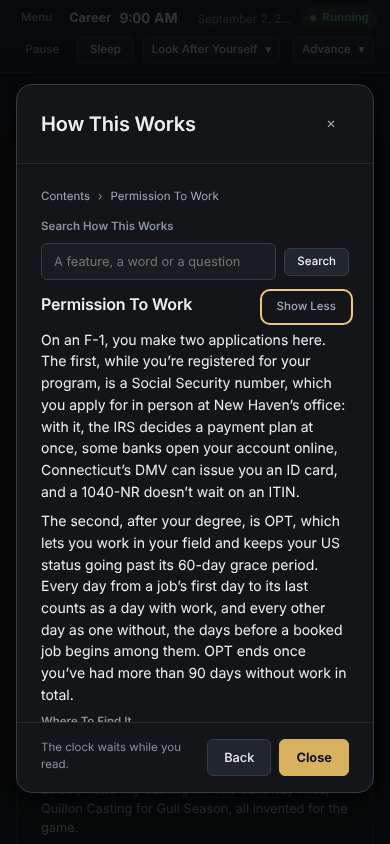 Menu Career 9:00 AM September 2, 2... Running
Pause Sleep Look After Yourself Advance
How This Works
Contents › Permission To Work
Search How This Works
A feature, a word or a question Search
Permission To Work Show Less
On an F-1, you make two applications here.
The first, while you’re registered for your
program, is a Social Security number, which
you apply for in person at New Haven’s office:
with it, the IRS decides a payment plan at
once, some banks open your account online,
Connecticut’s DMV can issue you an ID card,
and a 1040-NR doesn’t wait on an ITIN.
The second, after your degree, is OPT, which
lets you work in your field and keeps your US
status going past its 60-day grace period.
Every day from a job’s first day to its last
counts as a day with work, and every other
day as one without, the days before a booked
job begins among them. OPT ends once
you’ve had more than 90 days without work in
total.
Where To Find It
The clock waits while you
read.
Back Close
Quillon Casting for Gull Season, all invented for the
game.